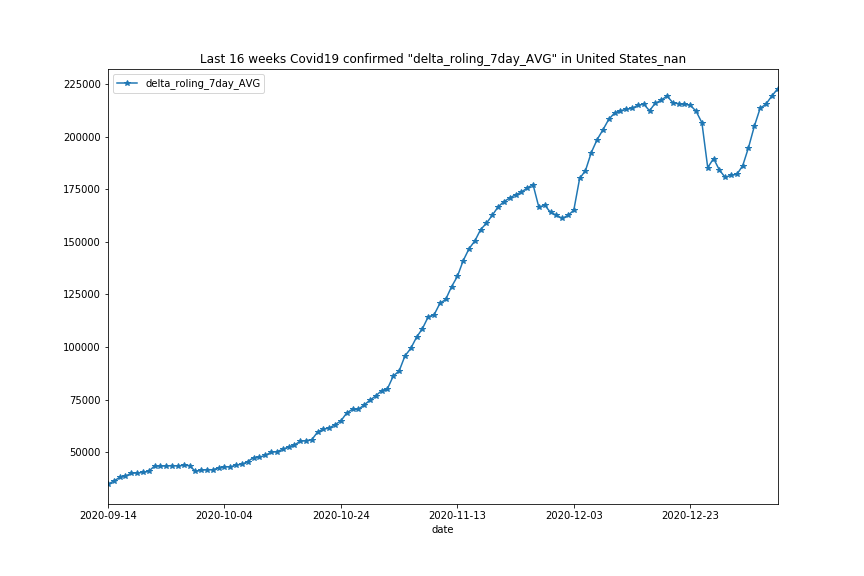 Last 16 weeks Covid19 confirmed "delta_roling_7day_AVG" in United States_nan
delta_roling_7day_AVG
225000
200000
175000
150000
125000
100000
75000
50000
2020-09-14 2020-10-04 2020-10-24 2020-11-13 2020-12-03 2020-12-23
date